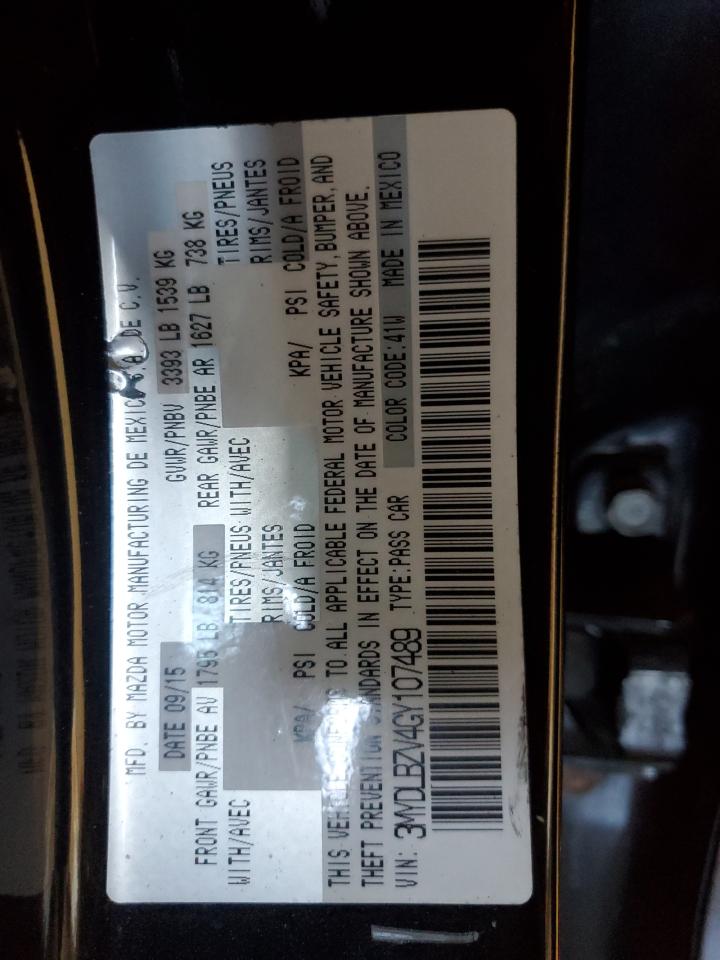 MFD. BY MAZDA MOTOR MANUFACTURING DE MEXICO DE C.V.
DATE 09/15 GVWR/PNBV 3393 LB 1539 KG
FRONT GAWR/PNBE AV 1795 LB 814 KG REAR GAWR/PNBE AR 1627 LB 738 KG
WITH/AVEC TIRES/PNEUS WITH/AVEC TIRES/PNEUS
RIMS/JANTES RIMS/JANTES
KPA/ PSI COLD/A FROID KPA/ PSI COLD/A FROID
THIS VEHICLE TO ALL APPLICABLE FEDERAL MOTOR VEHICLE SAFETY, BUMPER, AND
THEFT PREVENTION STANDARDS IN EFFECT ON THE DATE OF MANUFACTURE SHOWN ABOVE.
VIN: 3MYDLBZV4GY107489 TYPE:PASS CAR COLOR CODE:41W MADE IN MEXICO